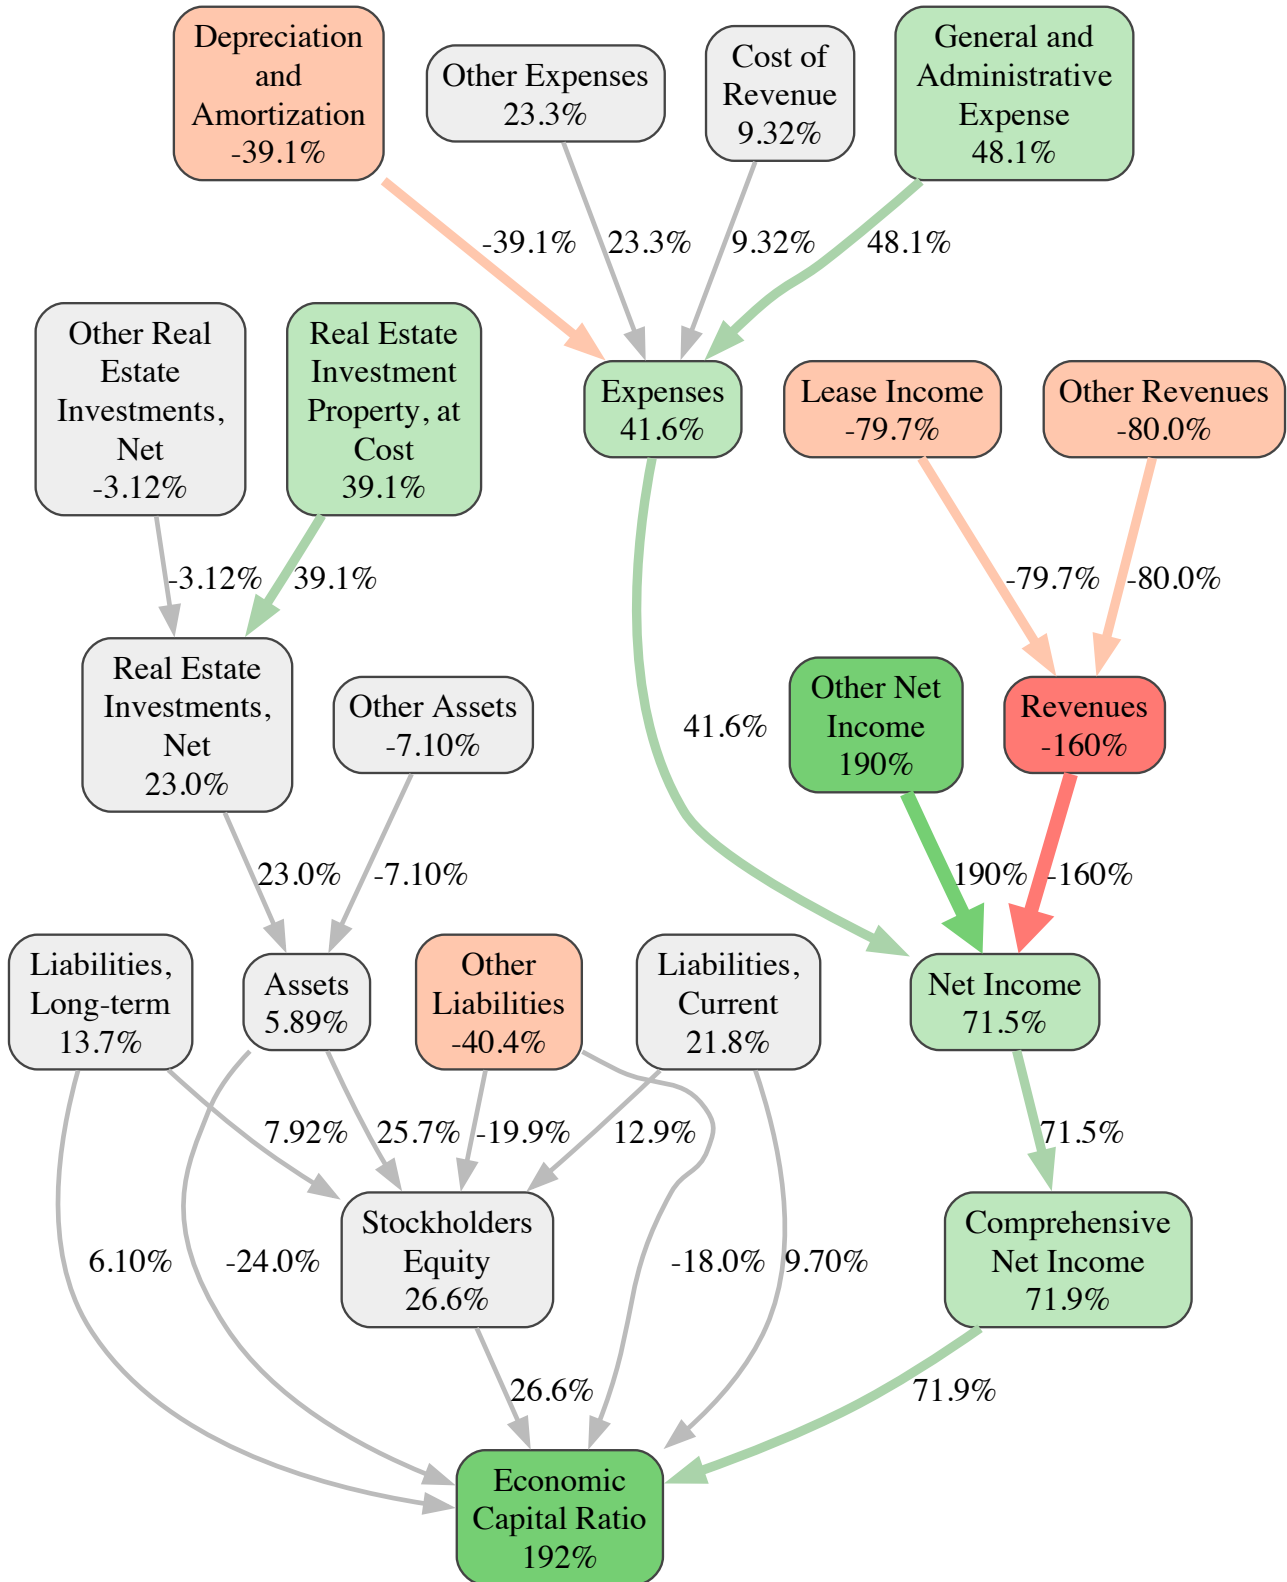 Depreciation
and
Amortization
-39.1%
Other Expenses
23.3%
Cost of
Revenue
9.32%
General and
Administrative
Expense
48.1%
-39.1%
23.3%
9.32%
48.1%
Other Real
Estate
Investments,
Net
-3.12%
Real Estate
Investment
Property, at
Cost
39.1%
Expenses
41.6%
Lease Income
-79.7%
Other Revenues
-80.0%
-3.12%
39.1%
-79.7%
-80.0%
Real Estate
Investments,
Net
23.0%
Other Assets
-7.10%
41.6%
Other Net
Income
190%
Revenues
-160%
23.0%
-7.10%
190%
-160%
Liabilities,
Long-term
13.7%
Assets
5.89%
Other
Liabilities
-40.4%
Liabilities,
Current
21.8%
Net Income
71.5%
7.92%
25.7%
-19.9%
12.9%
71.5%
6.10%
-24.0%
Stockholders
Equity
26.6%
-18.0%
9.70%
Comprehensive
Net Income
71.9%
26.6%
71.9%
Economic
Capital Ratio
192%